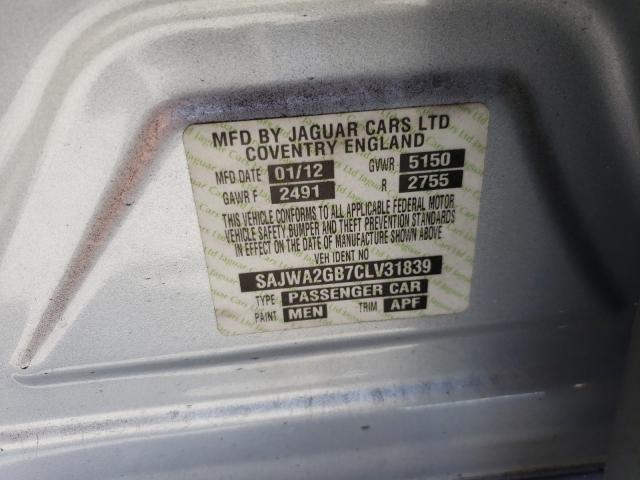 MFD BY JAGUAR CARS LTD
COVENTRY ENGLAND
MFD DATE 01/12 GVWR 5150
GAWR F 2491 R 2755
THIS VEHICLE CONFORMS TO ALL APPLICABLE FEDERAL MOTOR
VEHICLE SAFETY BUMPER AND THEFT PREVENTION STANDARDS
IN EFFECT ON THE DATE OF MANUFACTURE SHOWN ABOVE
VEH IDENT NO
SAJWA2GB7CLV31839
TYPE PASSENGER CAR
PAINT MEN TRIM APF